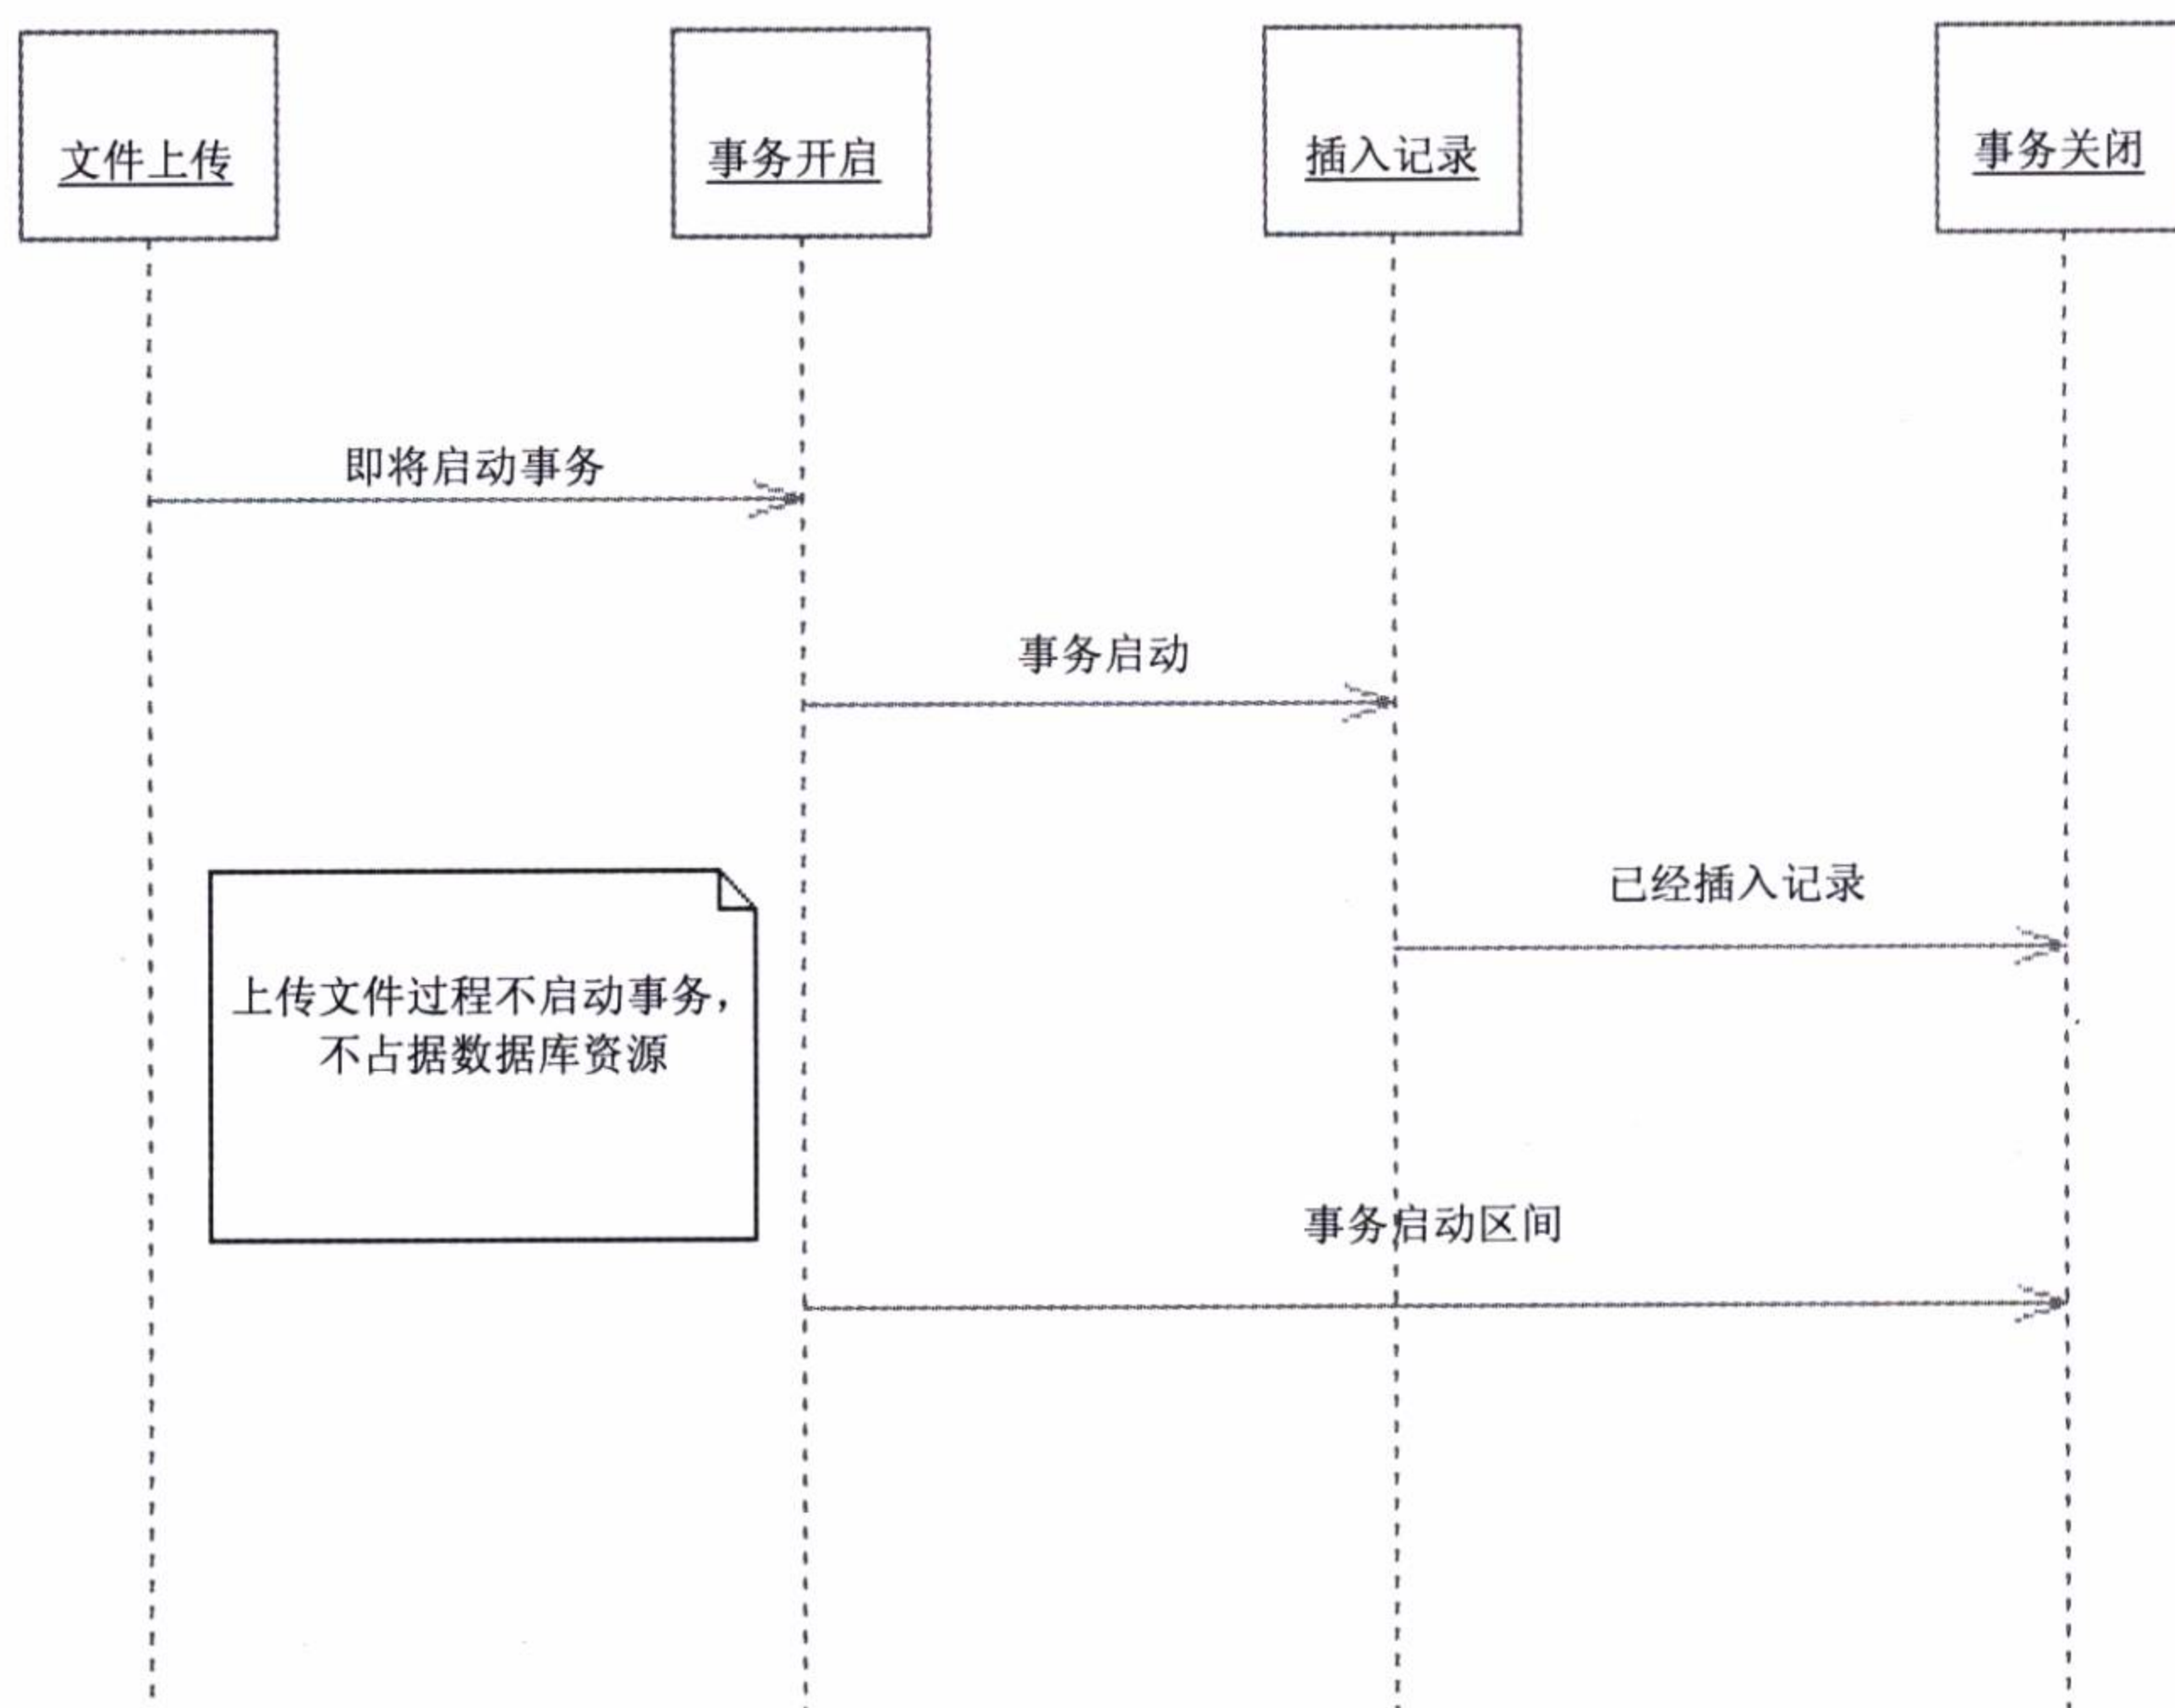 文件上传
事务开启
插入记录
事务关闭
即将启动事务
事务启动
已经插入记录
上传文件过程不启动事务，
不占据数据库资源
事务启动区间